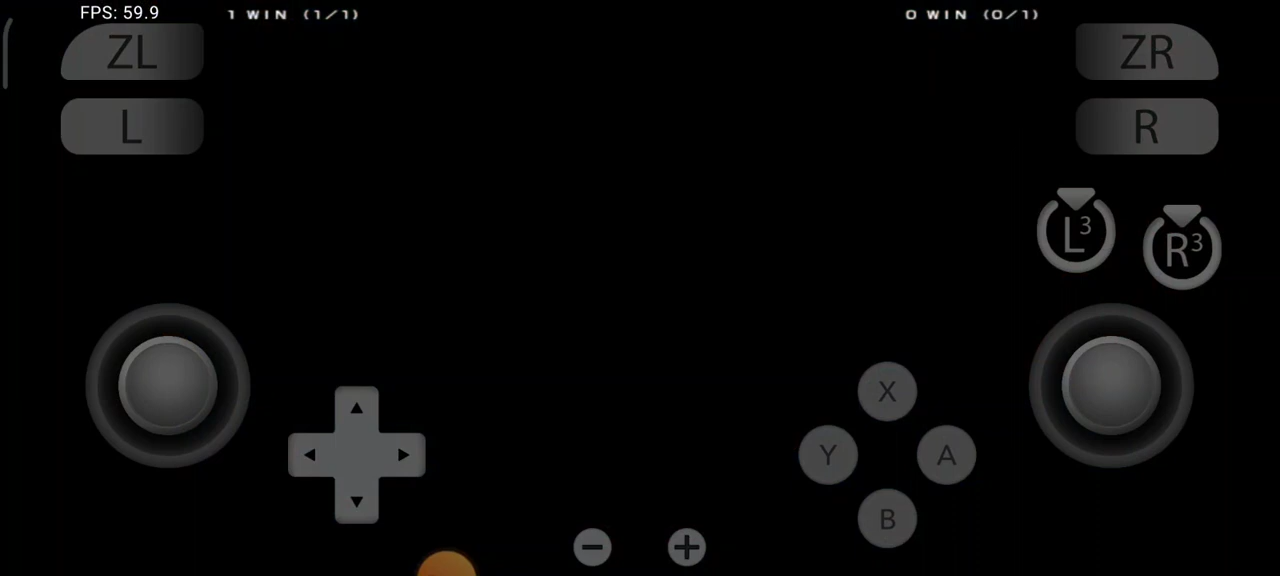 FPS: 59.9
1 WIN (1/1)
0 WIN (0/1)
ZL
ZR
L
R
L3
R3
X
Y
A
B